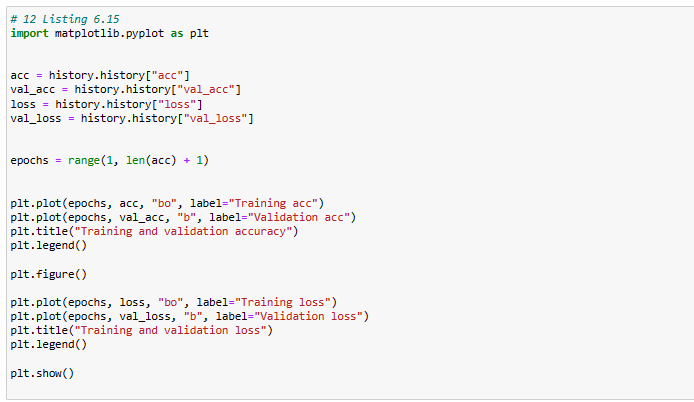 # 12 Listing 6.15
import matplotlib.pyplot as plt
acc = history.history["acc"]
val_acc = history.history["val_acc"]
loss = history.history["loss"]
val_loss = history.history["val_loss"]
epochs = range(1, len(acc) + 1)
plt.plot(epochs, acc, "bo", label="Training acc")
plt.plot(epochs, val_acc, "b", label="Validation acc")
plt.title("Training and validation accuracy")
plt.legend()
plt.figure()
plt.plot(epochs, loss, "bo", label="Training loss")
plt.plot(epochs, val_loss, "b", label="Validation loss")
plt.title("Training and validation loss")
plt.legend()
plt.show()